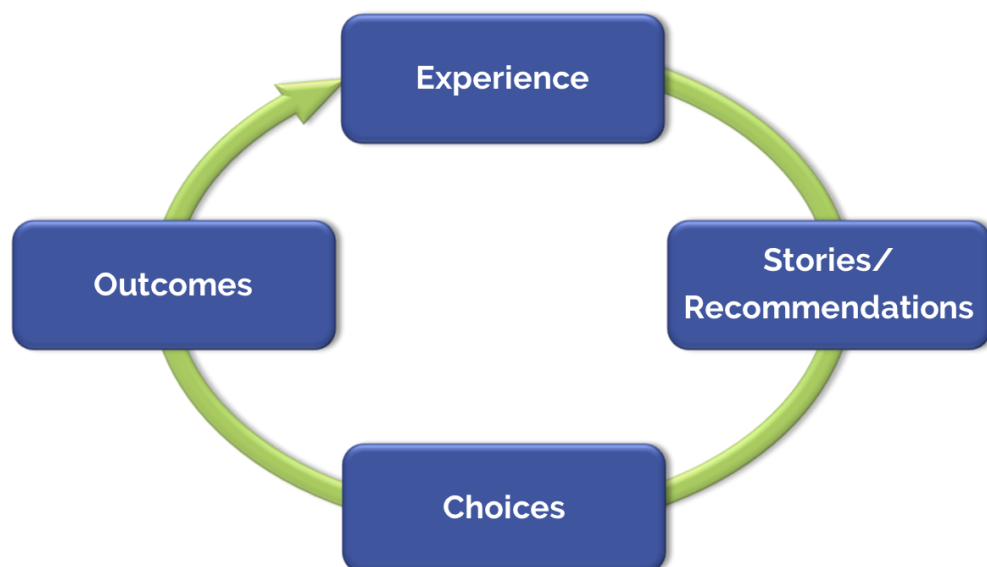 Experience
Stories/
Recommendations
Choices
Outcomes